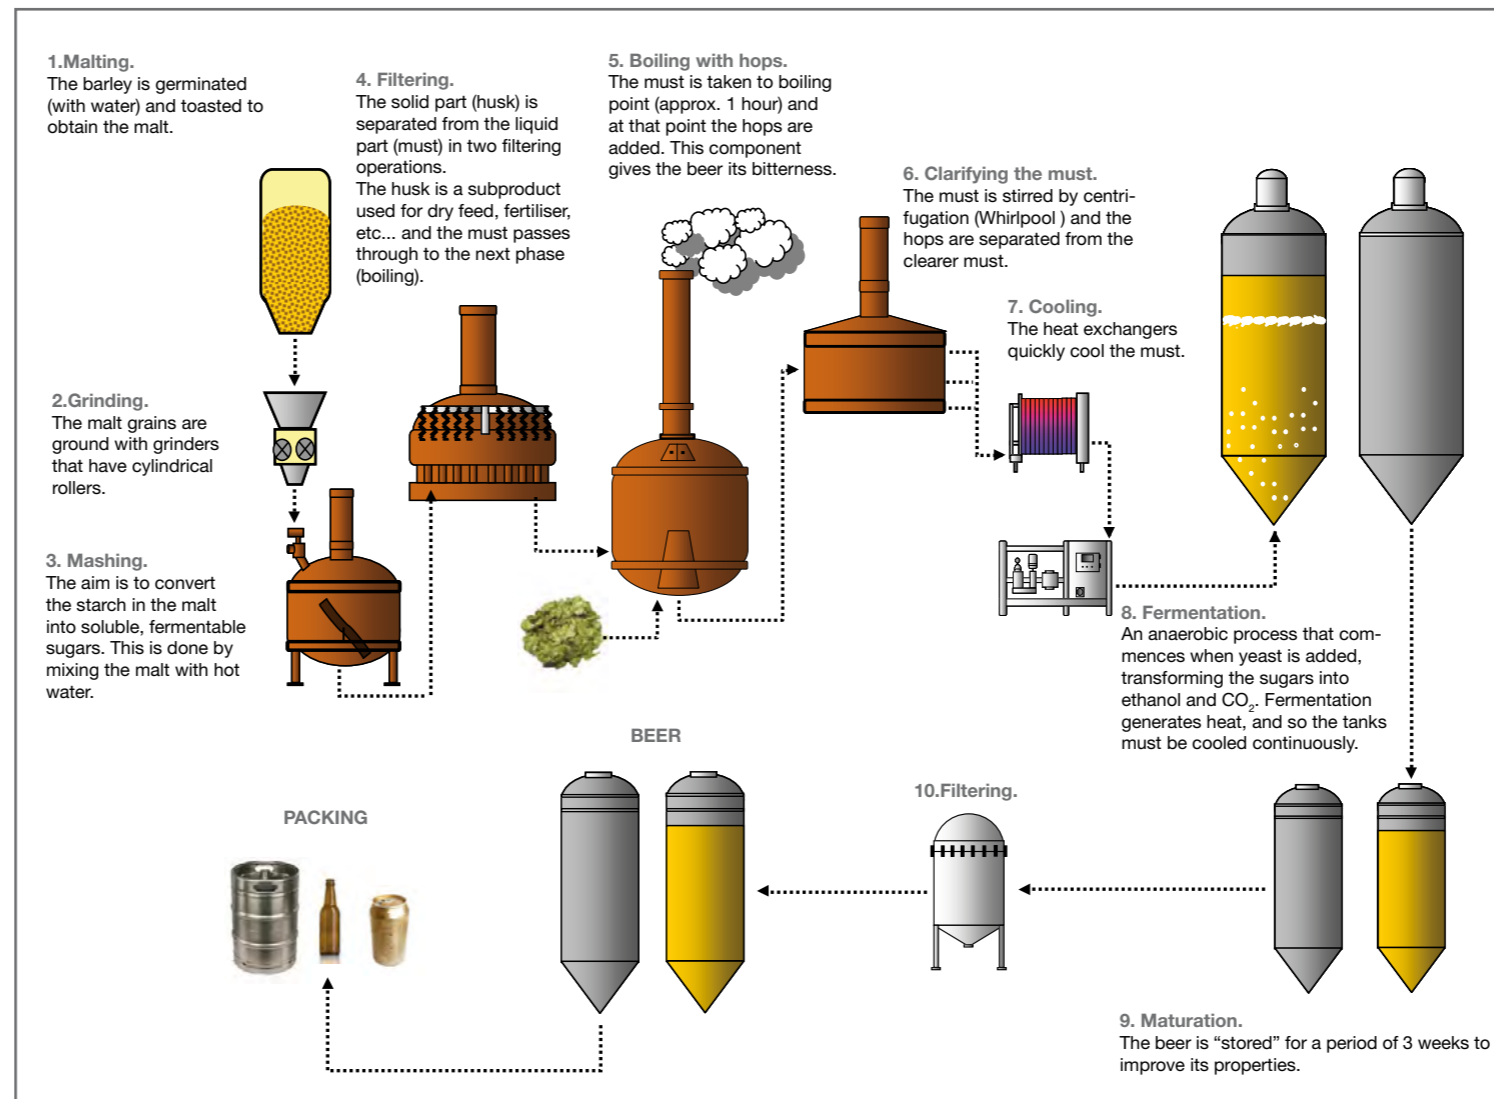 1.Malting.
The barley is germinated
(with water) and toasted to
obtain the malt.
2.Grinding.
The malt grains are
ground with grinders
that have cylindrical
rollers.
3. Mashing.
The aim is to convert
the starch in the malt
into soluble, fermentable
sugars. This is done by
mixing the malt with hot
water.
4. Filtering.
The solid part (husk) is
separated from the liquid
part (must) in two filtering
operations.
The husk is a subproduct
used for dry feed, fertiliser,
etc... and the must passes
through to the next phase
(boiling).
5. Boiling with hops.
The must is taken to boiling
point (approx. 1 hour) and
at that point the hops are
added. This component
gives the beer its bitterness.
6. Clarifying the must.
The must is stirred by centri-
fugation (Whirlpool ) and the
hops are separated from the
clearer must.
7. Cooling.
The heat exchangers
quickly cool the must.
8. Fermentation.
An anaerobic process that com-
mences when yeast is added,
transforming the sugars into
ethanol and CO₂. Fermentation
generates heat, and so the tanks
must be cooled continuously.
9. Maturation.
The beer is “stored” for a period of 3 weeks to
improve its properties.
10.Filtering.
BEER
PACKING